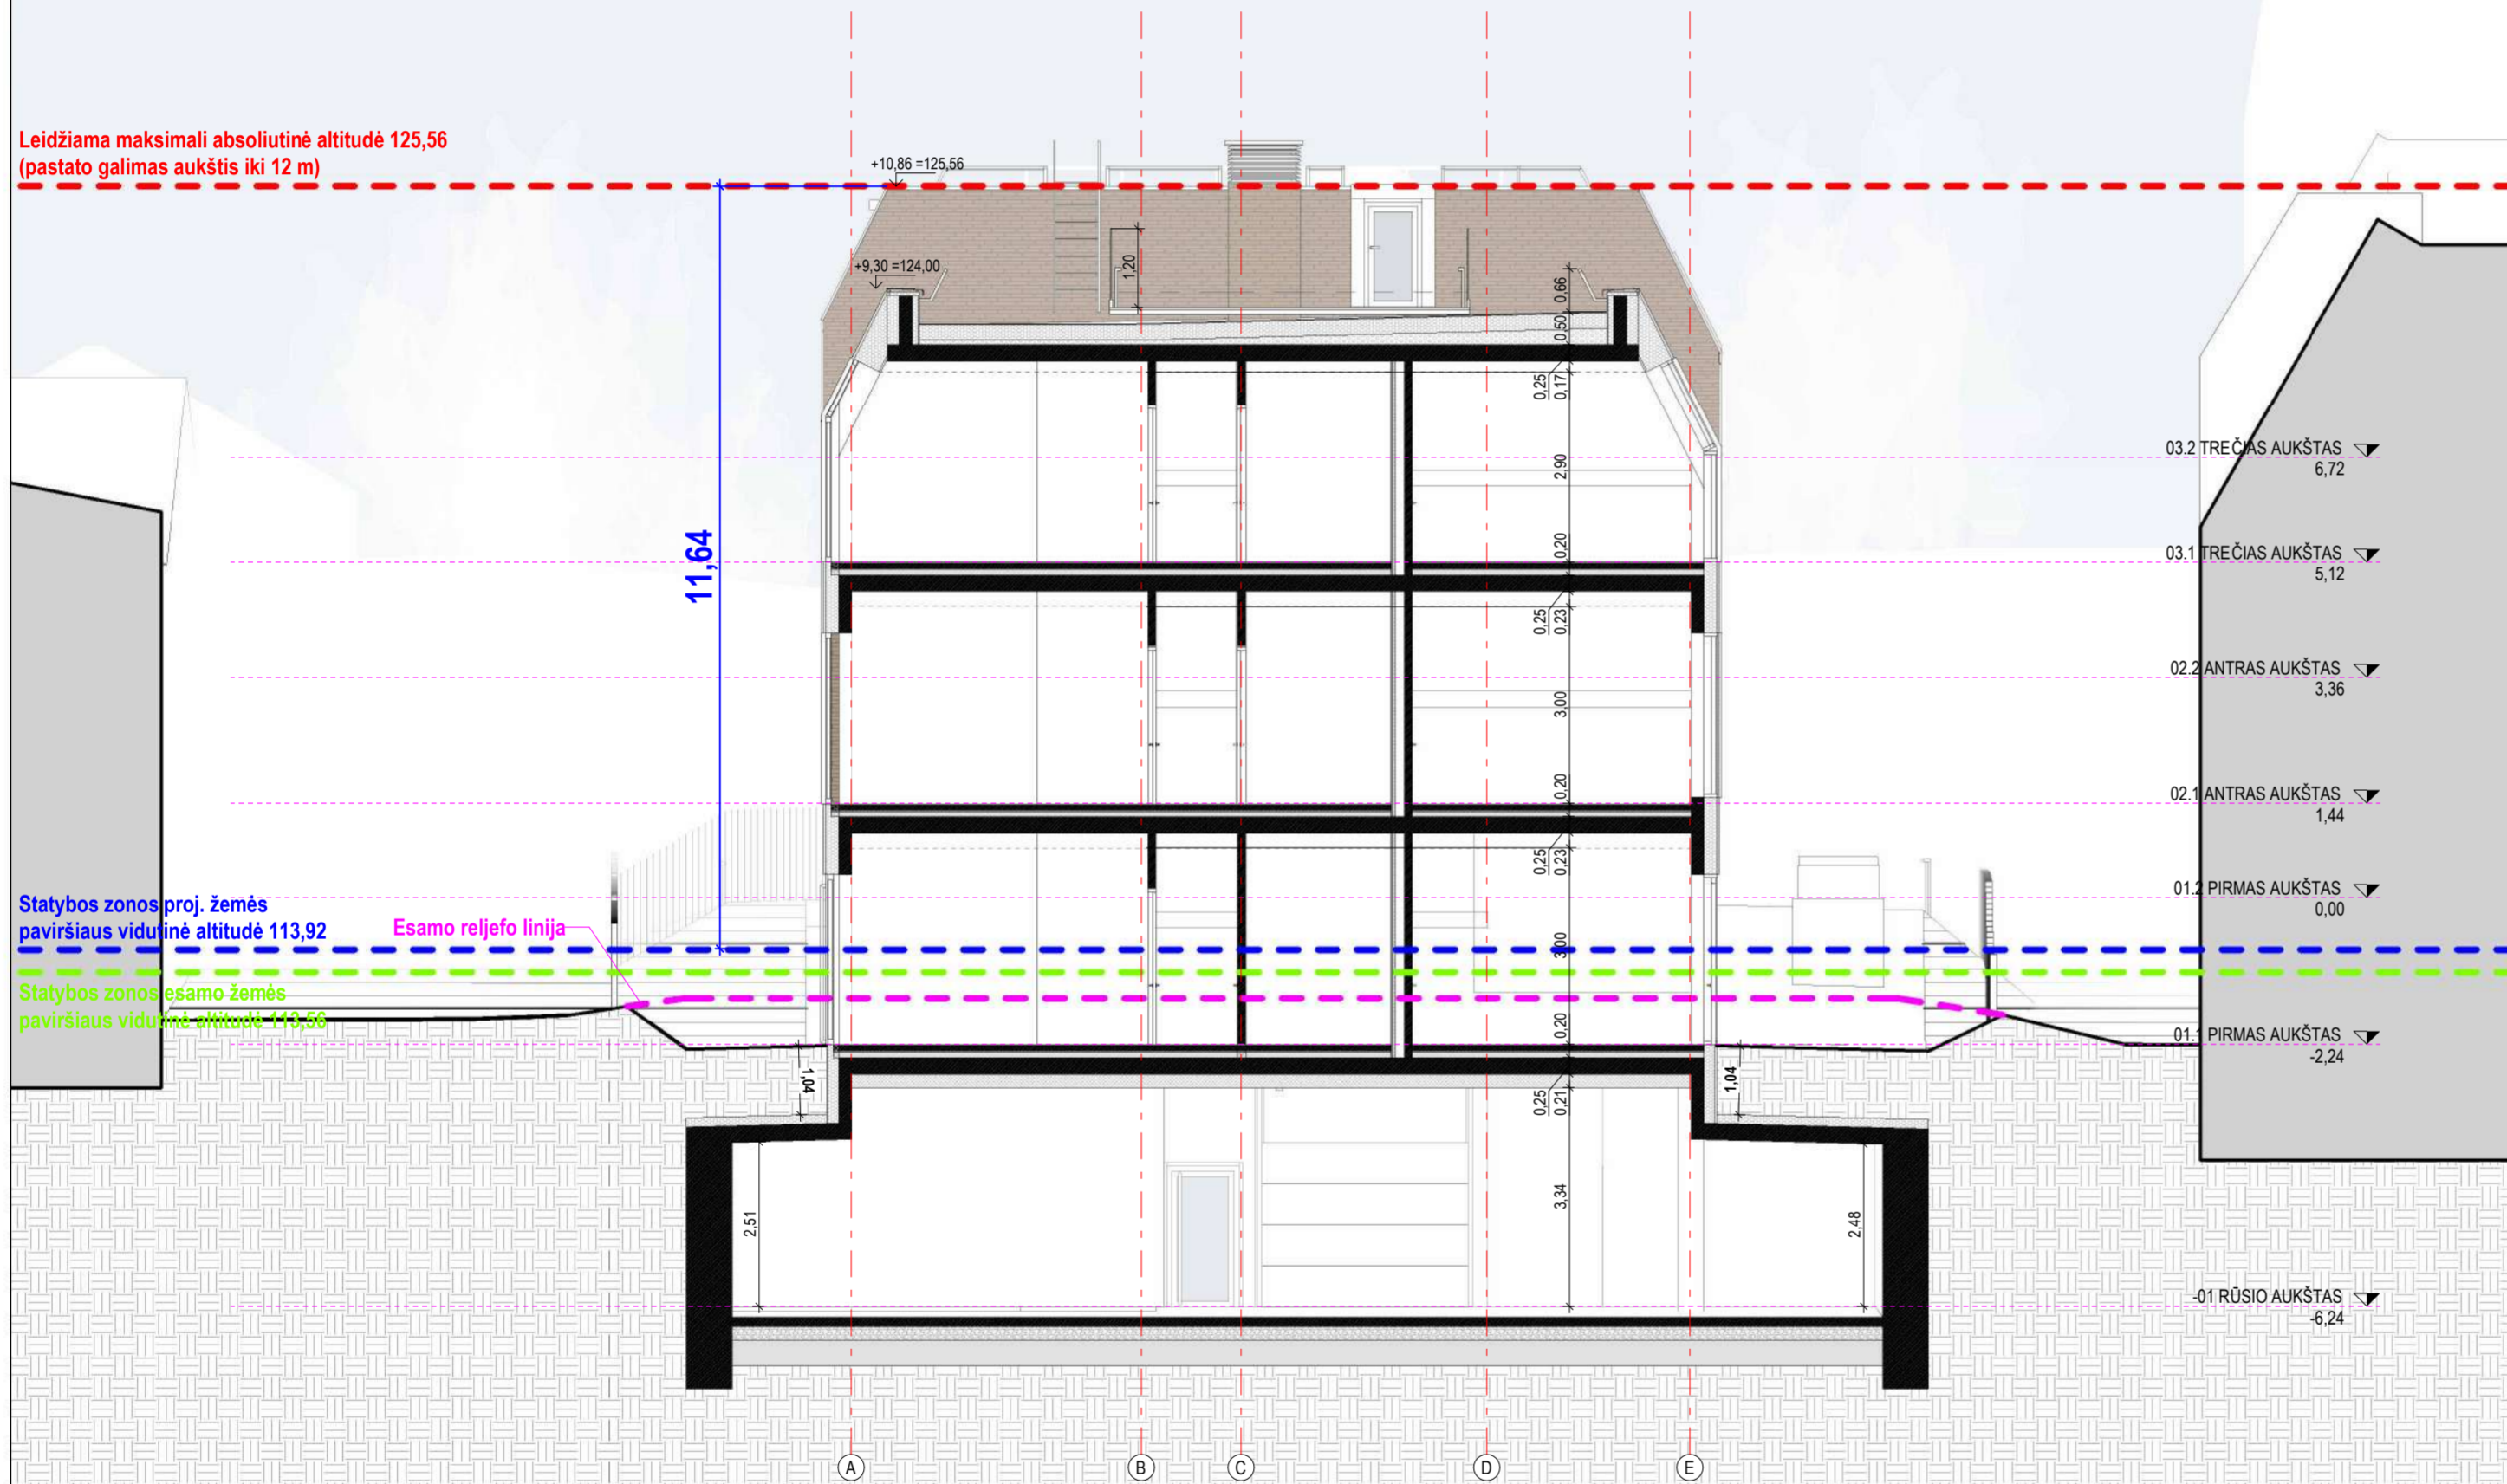 Leidžiama maksimali absoliutinė altitudė 125,56
(pastato galimas aukštis iki 12 m)
+10,86 =125,56
+9,30 =124,00
1,20
0,66
0,50
0,25
0,17
03.2 TREČIAS AUKŠTAS
6,72
2,90
11,64
0,20
03.1 TREČIAS AUKŠTAS
5,12
0,25
0,23
02.2 ANTRAS AUKŠTAS
3,36
3,00
0,20
02.1 ANTRAS AUKŠTAS
1,44
0,25
0,23
01.2 PIRMAS AUKŠTAS
0,00
Statybos zonos proj. žemės
paviršiaus vidutinė altitudė 113,92
Esamo reljefo linija
3,00
Statybos zonos esamo žemės
paviršiaus vidutinė altitudė 113,56
0,20
01.1 PIRMAS AUKŠTAS
-2,24
1,04
1,04
0,25
0,21
2,51
3,34
2,48
-01 RŪSIO AUKŠTAS
-6,24
A
B
C
D
E